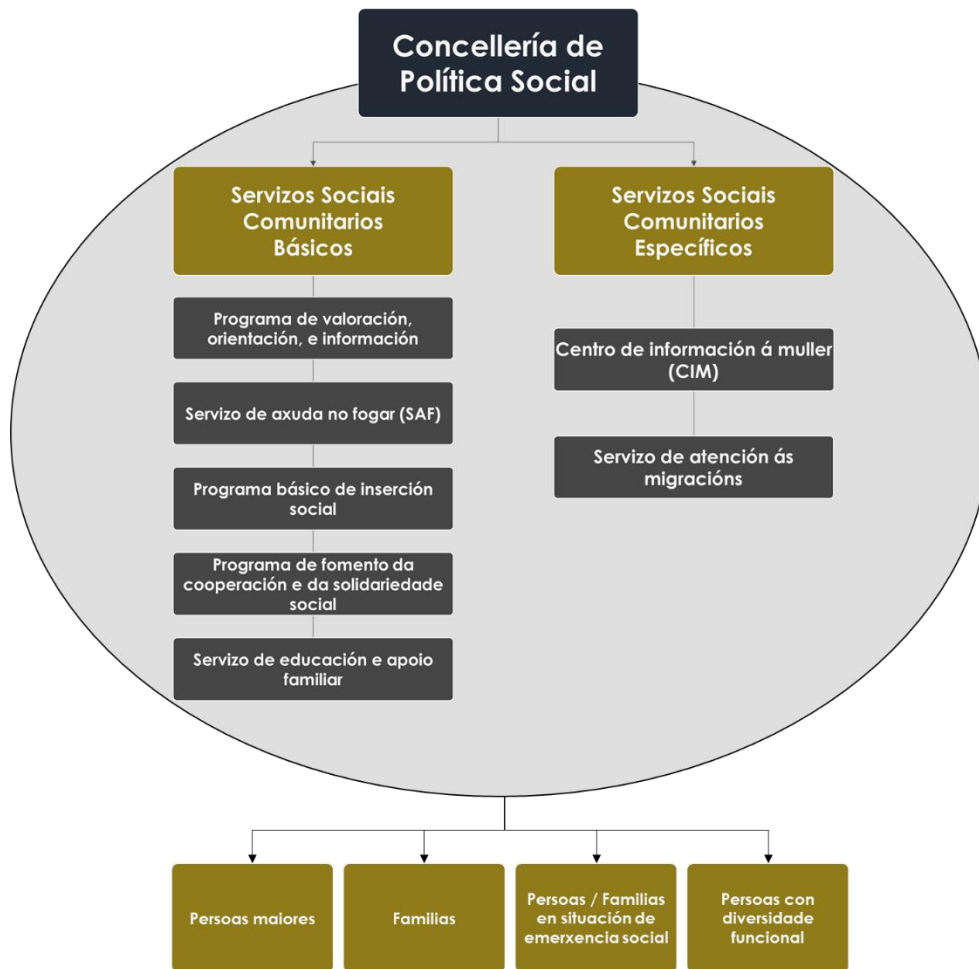 Concellería de
Política Social
Servizos Sociais
Comunitarios
Básicos
Programa de valoración,
orientación, e información
Servizo de axuda no fogar (SAF)
Programa básico de inserción
social
Programa de fomento da
cooperación e da solidariedade
social
Servizo de educación e apoio
familiar
Servizos Sociais
Comunitarios
Específicos
Centro de información á muller
(CIM)
Servizo de atención ás
migracións
Persoas maiores
Familias
Persoas / Familias
en situación de
emerxencia social
Persoas con
diversidade
funcional